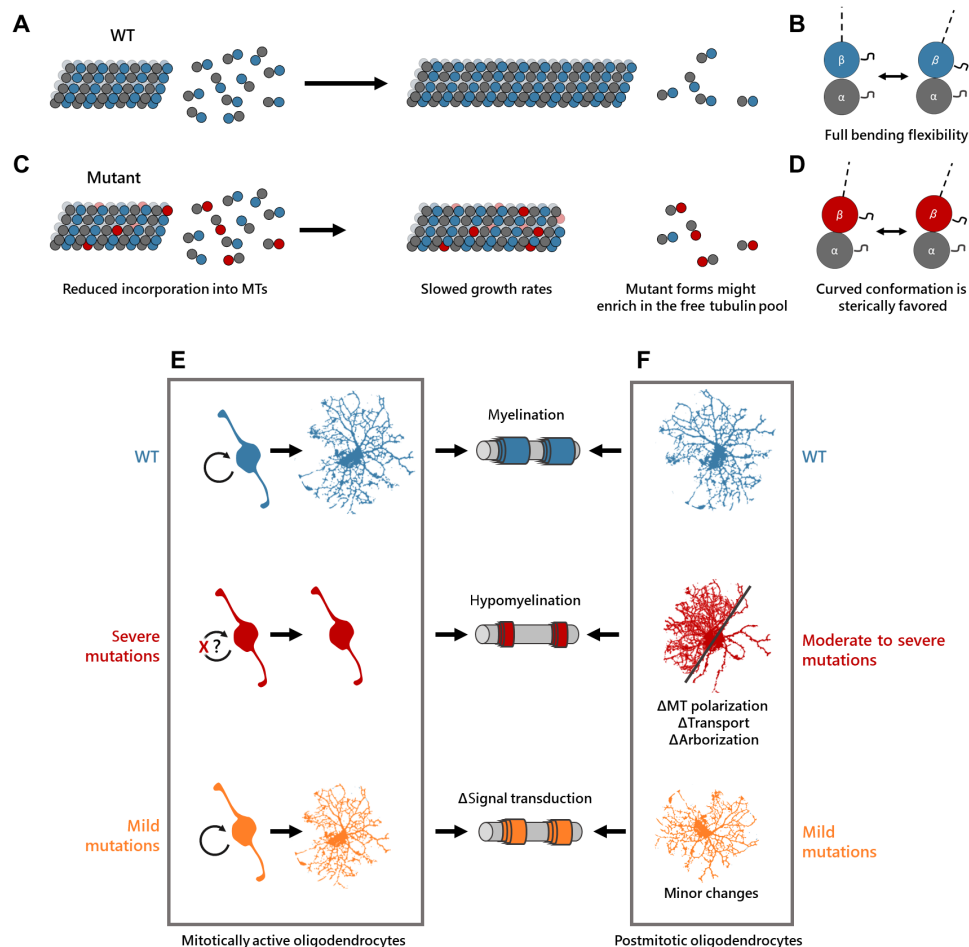 A
WT
B
β
β
α
α
Full bending flexibility
C
Mutant
D
β
β
α
α
Reduced incorporation into MTs
Slowed growth rates
Mutant forms might
enrich in the free tubulin pool
Curved conformation is
sterically favored
E
F
Myelination
WT
WT
Hypomyelination
Severe
mutations
X ?
Moderate to severe
mutations
ΔMT polarization
ΔTransport
ΔArborization
ΔSignal transduction
Mild
mutations
Mild
mutations
Minor changes
Mitotically active oligodendrocytes
Postmitotic oligodendrocytes